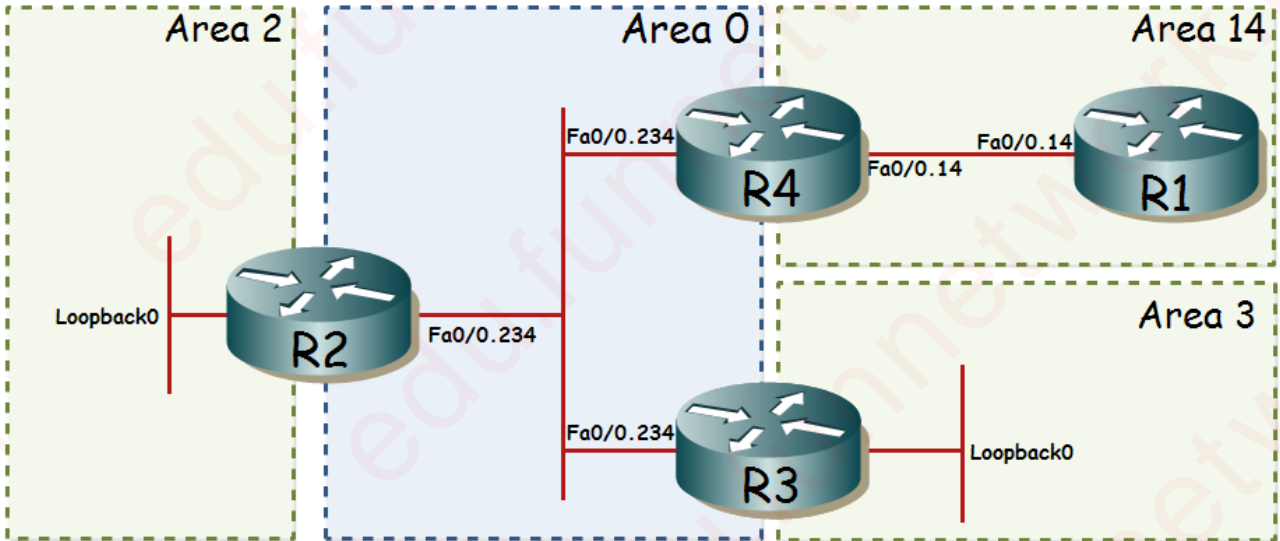 Area 2
Area 0
Area 14
Fa0/0.234
Fa0/0.14
Fa0/0.14
R4
R1
Loopback0
Fa0/0.234
R2
Area 3
Fa0/0.234
Loopback0
R3